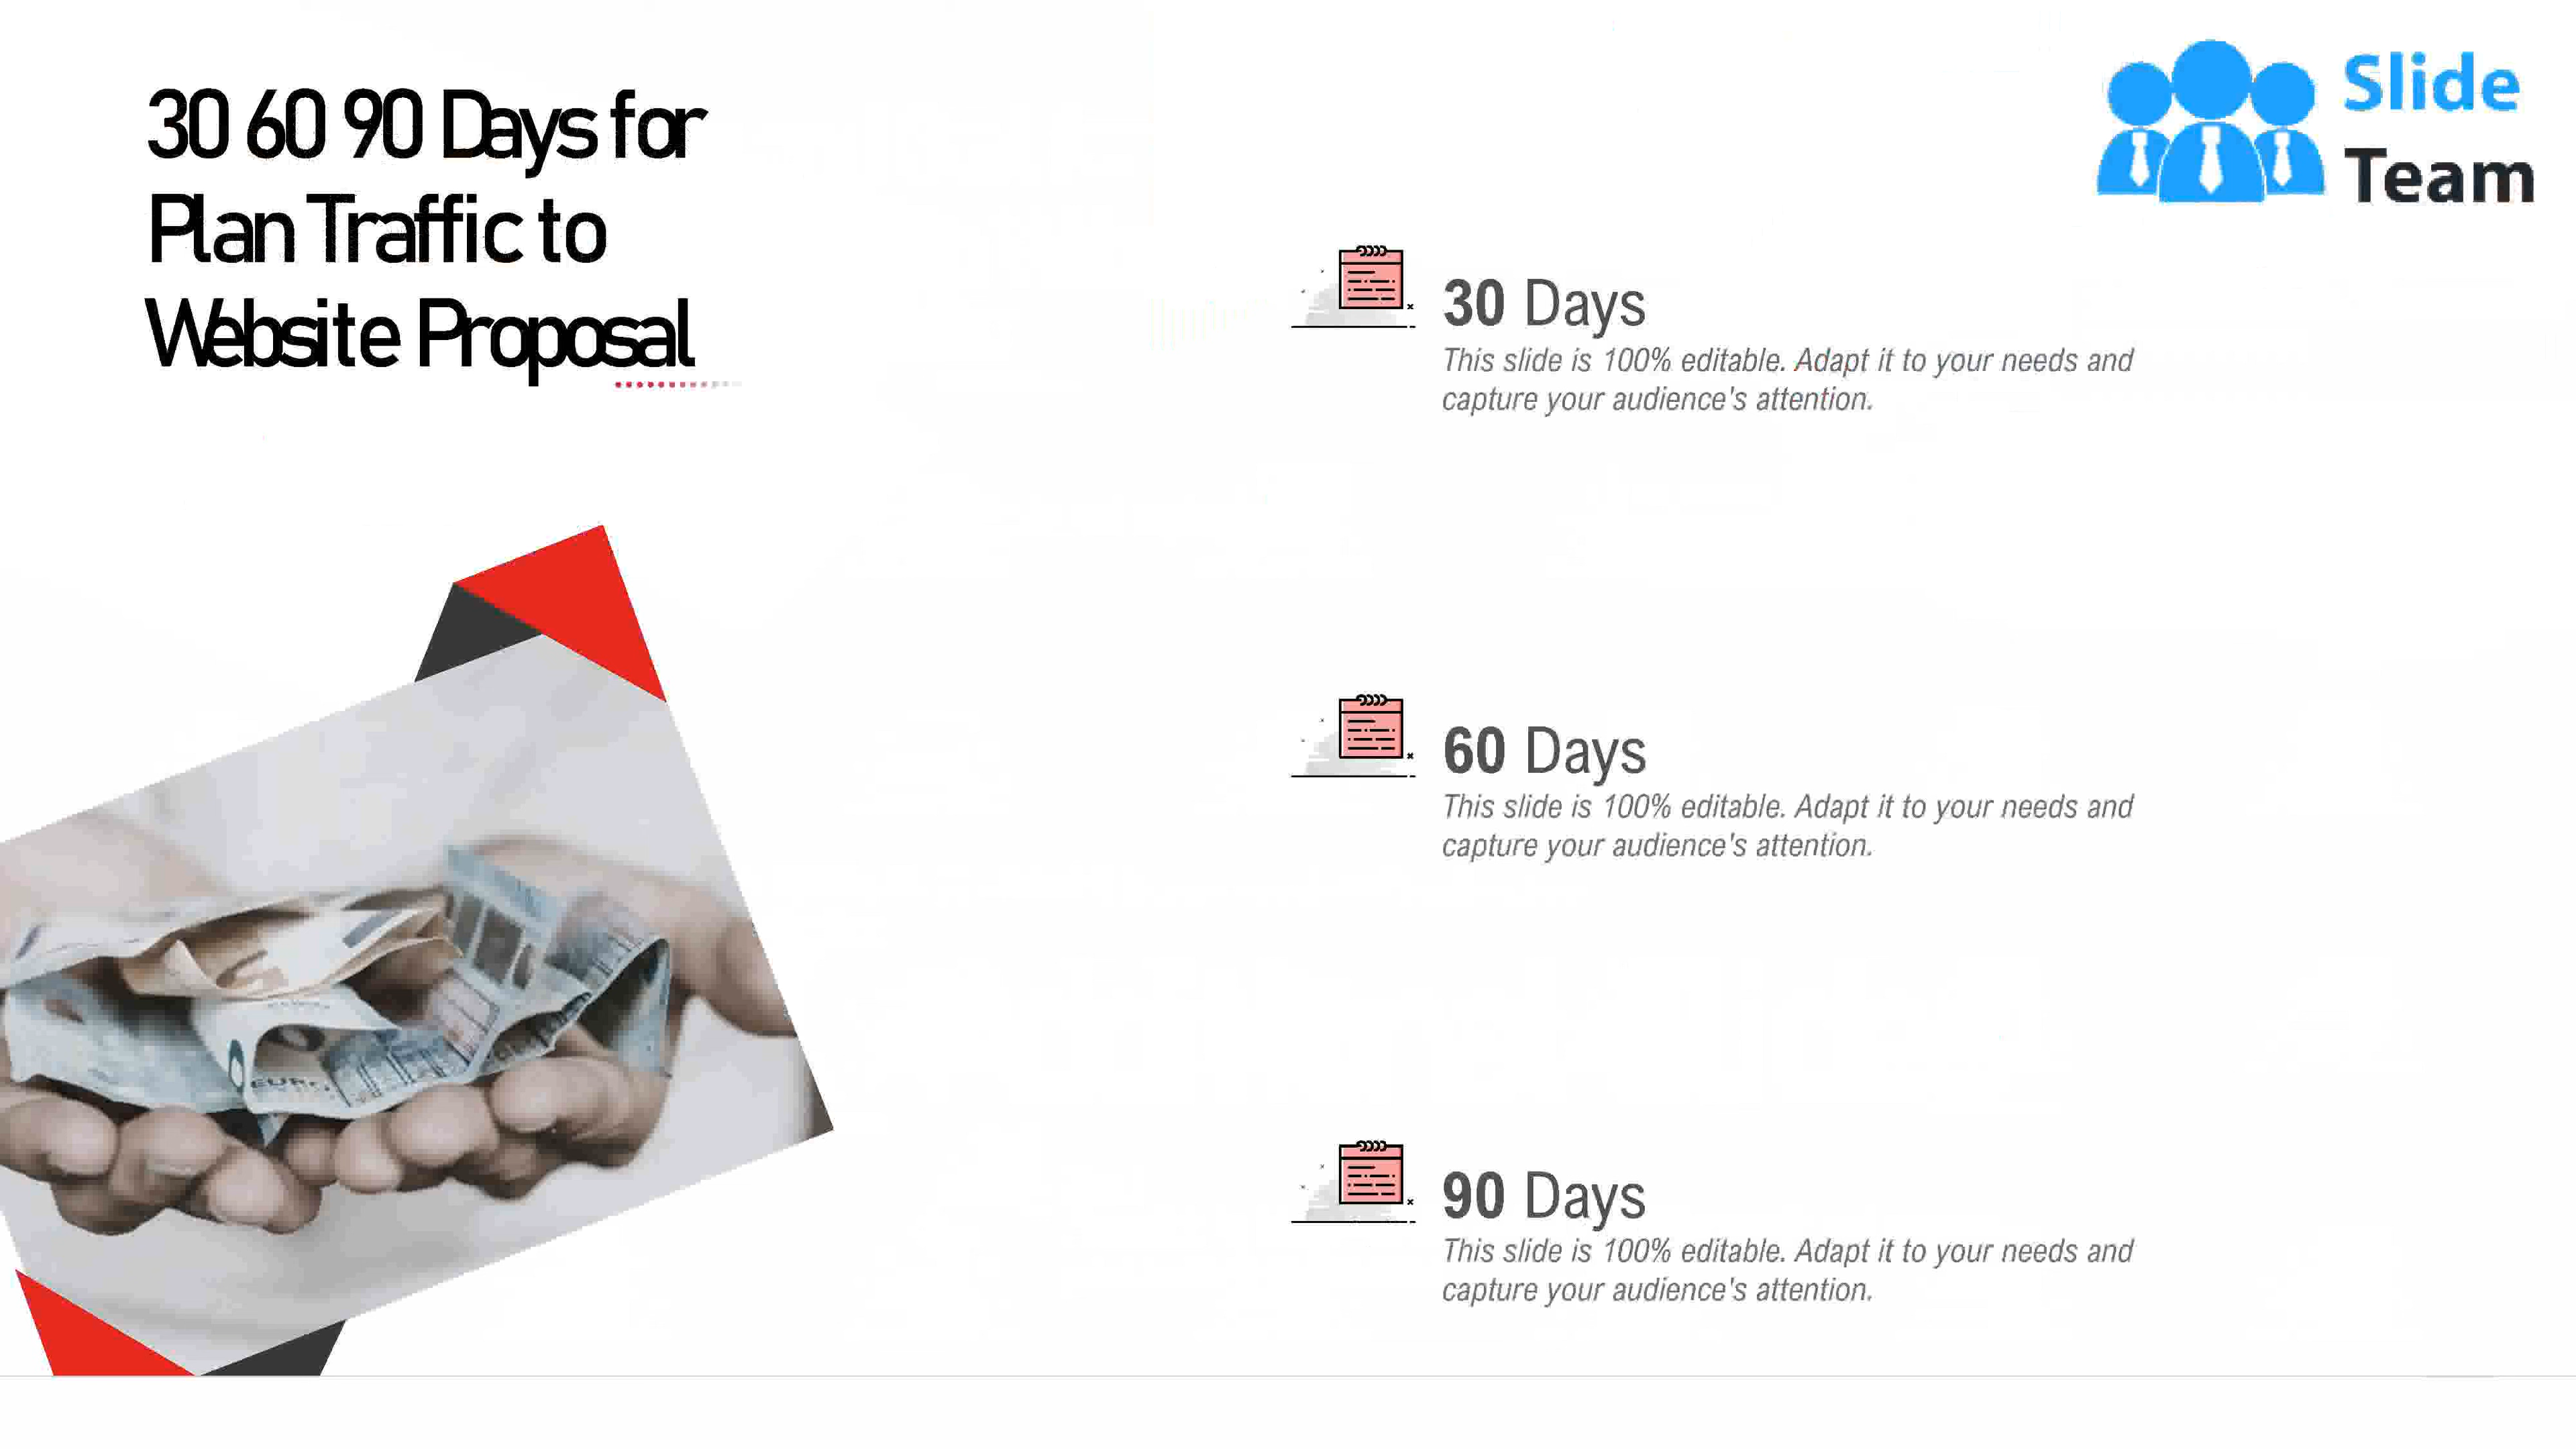 30 60 90 Days for
Plan Traffic to
Website Proposal
Slide
Team
30 Days
This slide is 100% editable. Adapt it to your needs and
capture your audience's attention.
60 Days
This slide is 100% editable. Adapt it to your needs and
capture your audience's attention.
90 Days
This slide is 100% editable. Adapt it to your needs and
capture your audience's attention.